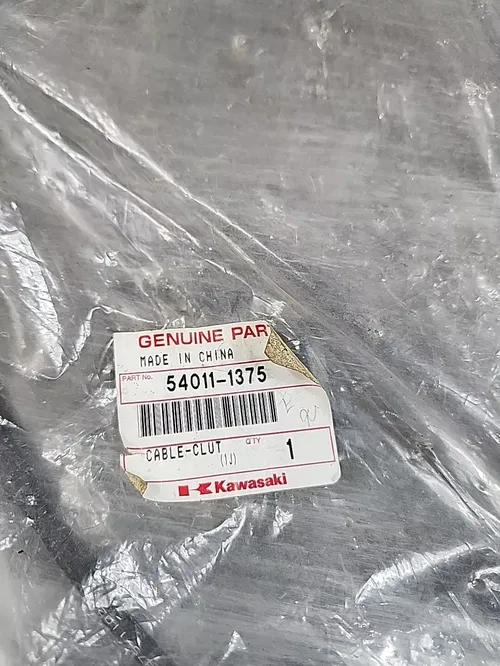 GENUINE PAR
MADE IN CHINA
PART No. 54011-1375
CABLE-CLUT (1J) QTY. 1
Kawasaki